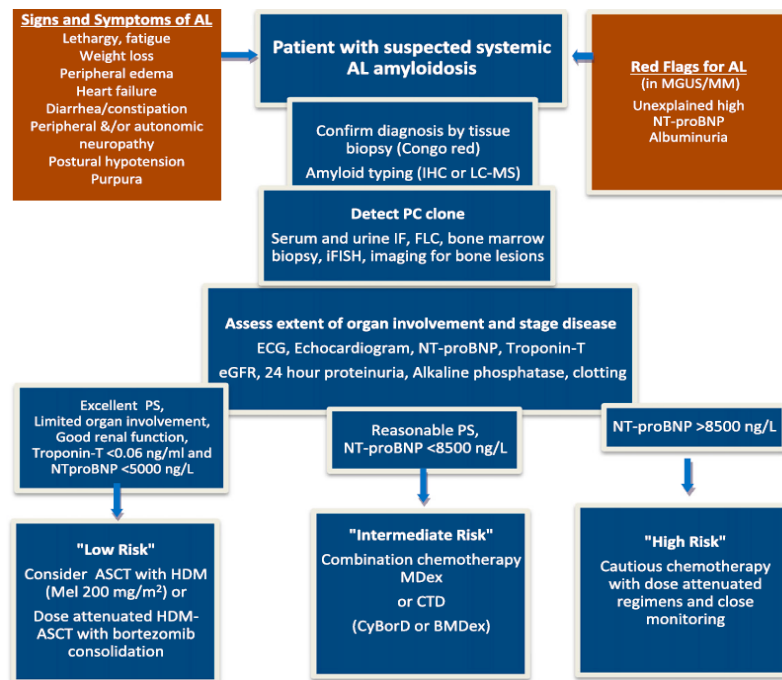 Signs and Symptoms of AL
Lethargy, fatigue
Weight loss
Peripheral edema
Heart failure
Diarrhea/constipation
Peripheral &/or autonomic
neuropathy
Postural hypotension
Purpura
Patient with suspected systemic
AL amyloidosis
Red Flags for AL
(in MGUS/MM)
Unexplained high
NT-proBNP
Albuminuria
Confirm diagnosis by tissue
biopsy (Congo red)
Amyloid typing (IHC or LC-MS)
Detect PC clone
Serum and urine IF, FLC, bone marrow
biopsy, iFISH, imaging for bone lesions
Assess extent of organ involvement and stage disease
ECG, Echocardiogram, NT-proBNP, Troponin-T
eGFR, 24 hour proteinuria, Alkaline phosphatase, clotting
Excellent PS,
Limited organ involvement,
Good renal function,
Troponin-T <0.06 ng/ml and
NTproBNP <5000 ng/L
Reasonable PS,
NT-proBNP <8500 ng/L
NT-proBNP >8500 ng/L
"Low Risk"
Consider ASCT with HDM
(Mel 200 mg/m²) or
Dose attenuated HDM-
ASCT with bortezomib
consolidation
"Intermediate Risk"
Combination chemotherapy
MDex
or CTD
(CyBorD or BMDex)
"High Risk"
Cautious chemotherapy
with dose attenuated
regimens and close
monitoring